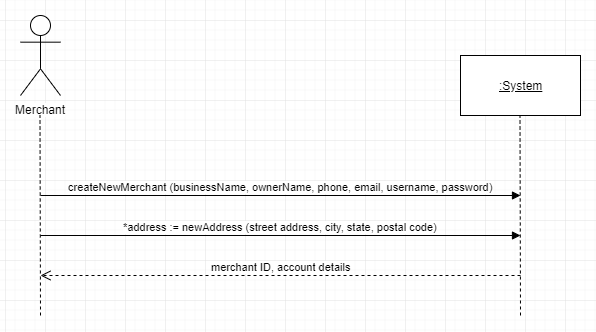 :System
Merchant
createNewMerchant (businessName, ownerName, phone, email, username, password)
*address := newAddress (street address, city, state, postal code)
merchant ID, account details